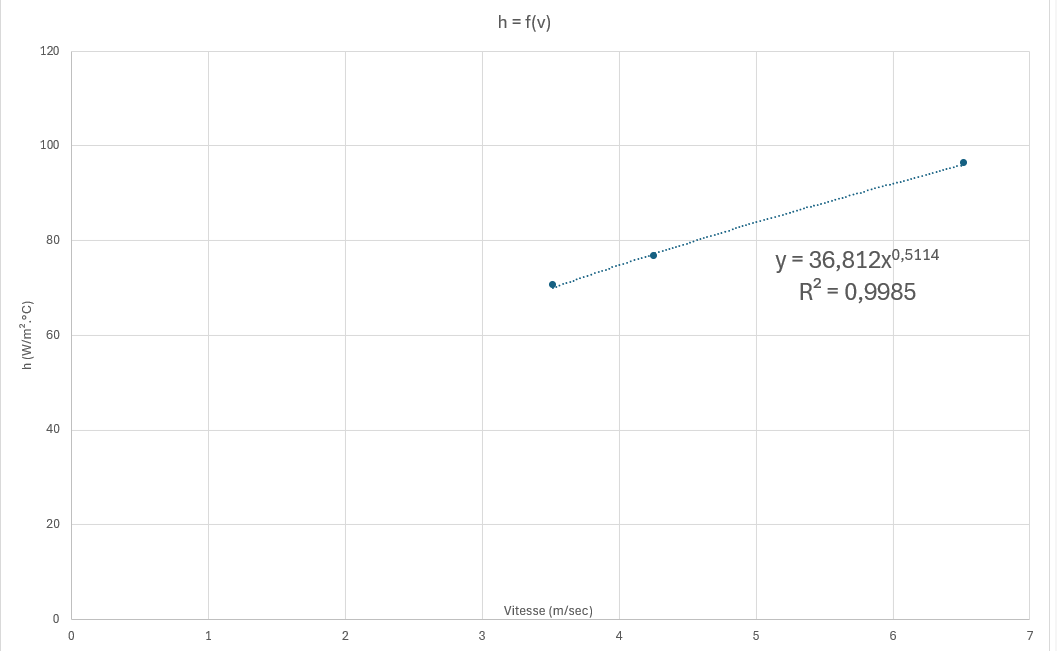 h = f(v)
120
100
80
60
40
20
0
h (W/m².°C)
y = 36,812x^0,5114
R² = 0,9985
Vitesse (m/sec)
0 1 2 3 4 5 6 7